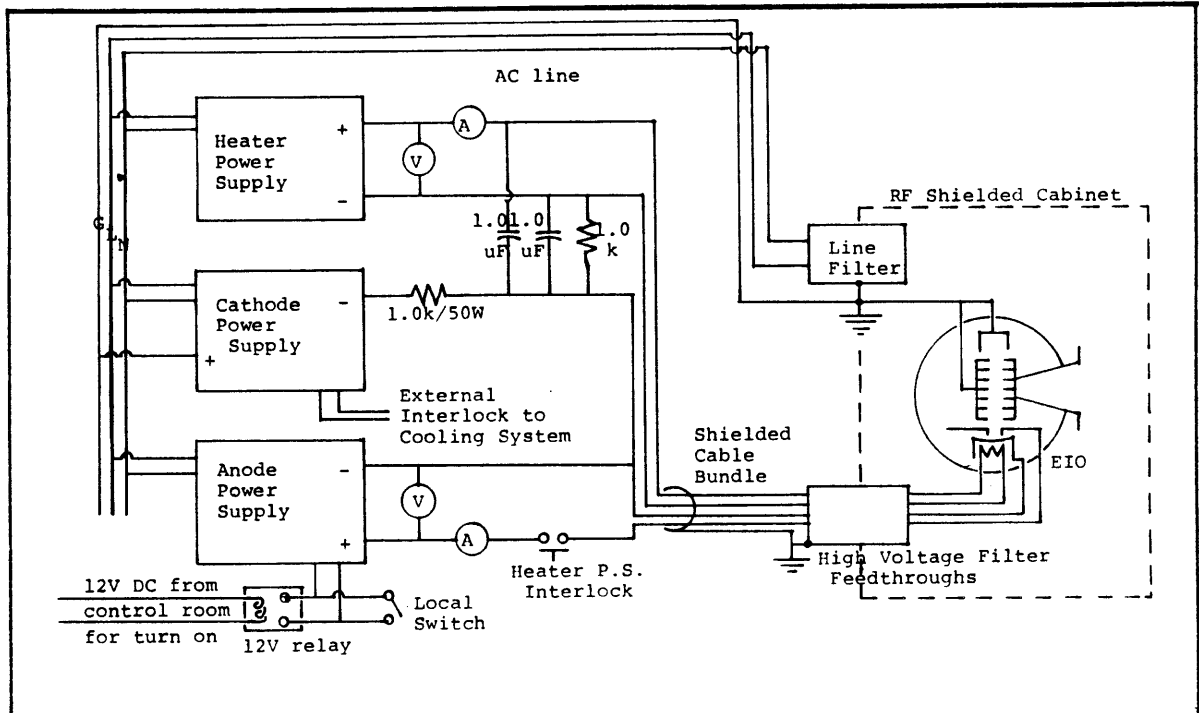 AC line
Heater
Power
Supply
+
-
A
V
G L N
1.0 1.0
uF uF
1.0
k
RF Shielded Cabinet
Line
Filter
Cathode
Power
Supply
-
+
1.0k/50W
External
Interlock to
Cooling System
Shielded
Cable
Bundle
EIO
Anode
Power
Supply
-
+
V
A
Heater P.S.
Interlock
High Voltage Filter
Feedthroughs
12V DC from
control room
for turn on
12V relay
Local
Switch